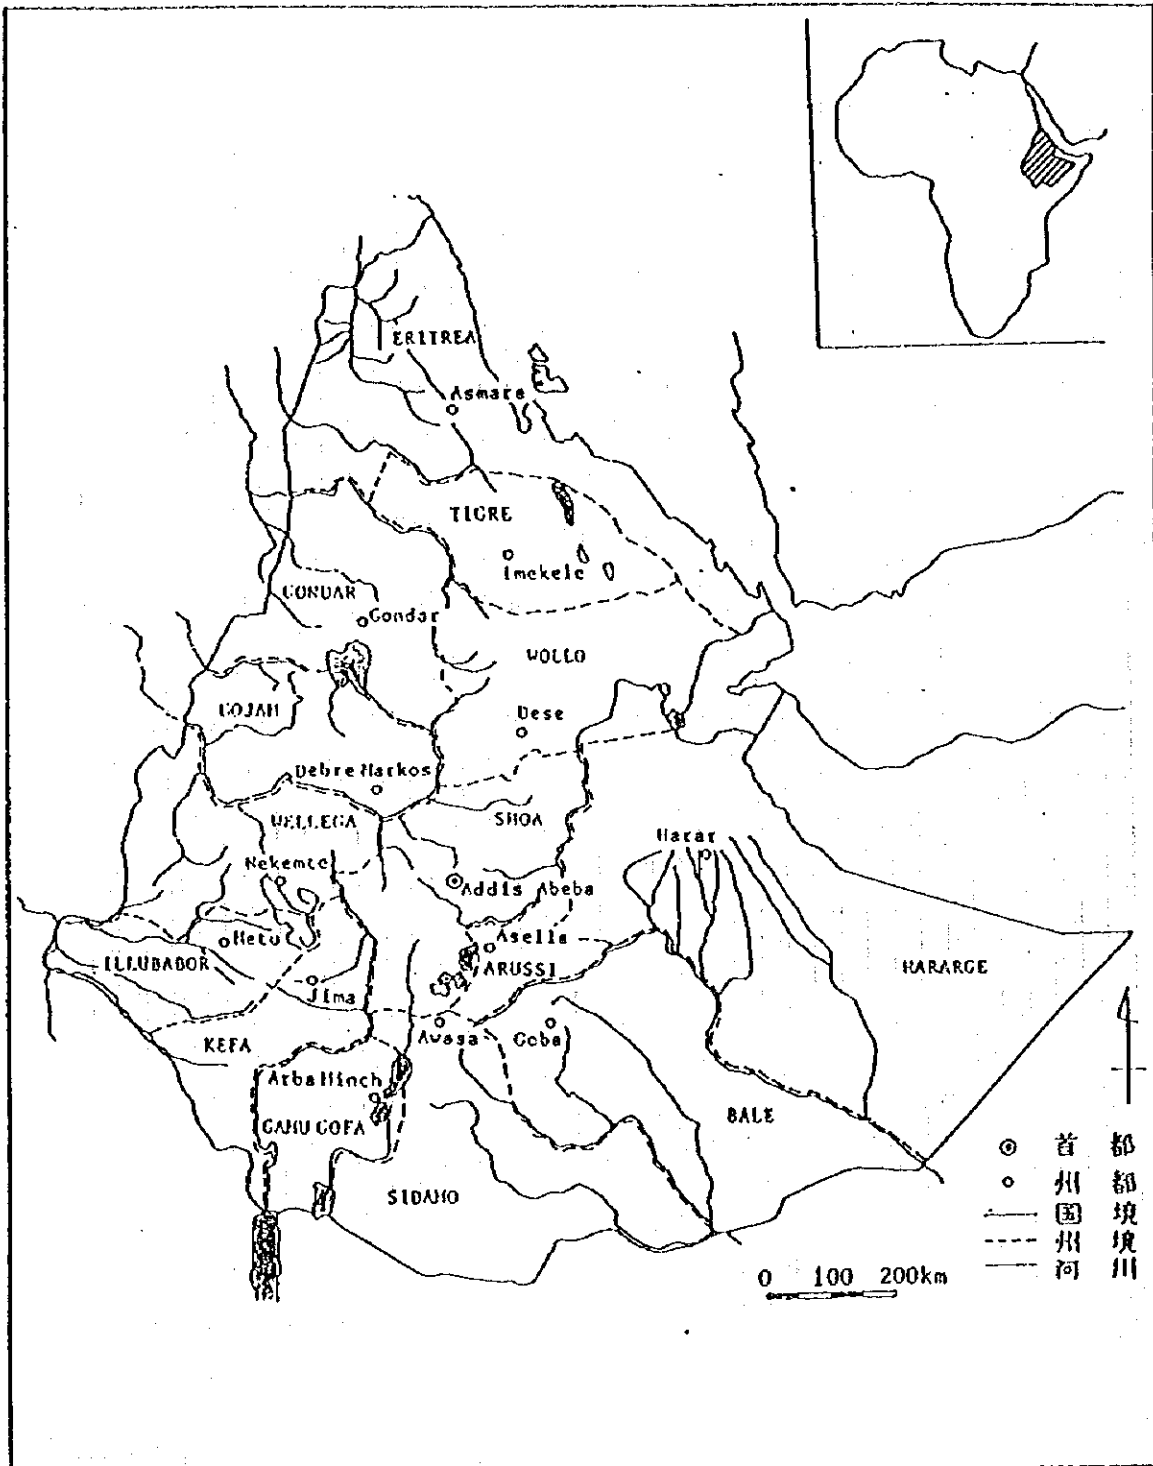 ERITREA
Asmara
TIGRE
Imekele
GONDAR
Gondar
WOLLO
GOJAM
Dese
Debre Markos
WELLEGA
SHOA
Harar
Nekemte
Addis Abeba
Metu
Asella
ILLUBABOR
ARUSSI
HARARGE
Jima
Awasa
Goba
KEFA
Arba Hinch
GAMU GOFA
BALE
SIDAMO
首都
州都
国境
州境
河川
0 100 200km